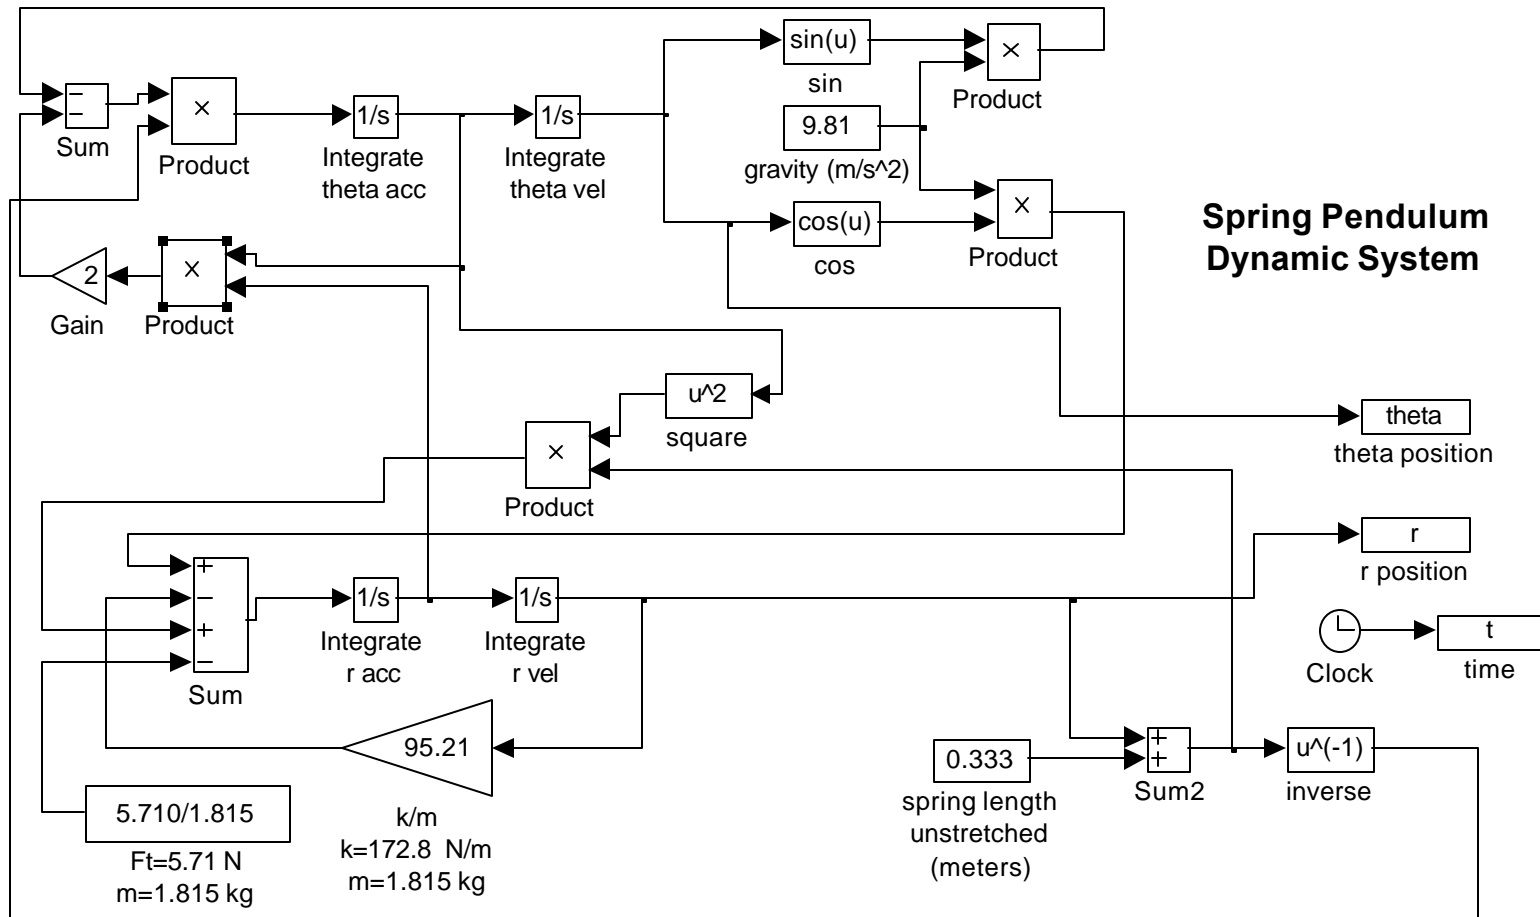 sin(u)
sin
×
Product
−
−
Sum
×
Product
1/s
Integrate
theta acc
1/s
Integrate
theta vel
9.81
gravity (m/s^2)
cos(u)
cos
×
Product
Spring Pendulum
Dynamic System
2
Gain
×
Product
u^2
square
×
Product
theta
theta position
r
r position
+
−
+
−
Sum
1/s
Integrate
r acc
1/s
Integrate
r vel
Clock
t
time
95.21
k/m
k=172.8 N/m
m=1.815 kg
5.710/1.815
Ft=5.71 N
m=1.815 kg
0.333
spring length
unstretched
(meters)
+
+
Sum2
u^(-1)
inverse